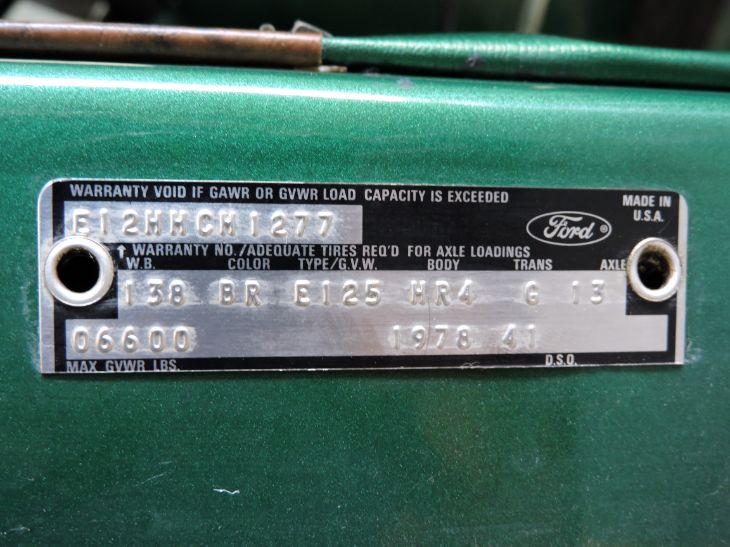 WARRANTY VOID IF GAWR OR GVWR LOAD CAPACITY IS EXCEEDED
MADE IN
U.S.A.
E12HHCH1277
Ford ®
↑ WARRANTY NO./ADEQUATE TIRES REQ'D FOR AXLE LOADINGS
W.B. COLOR TYPE/G.V.W. BODY TRANS AXLE
138 BR E125 HR4 G 13
06600 1978 41
MAX GVWR LBS. D.S.O.